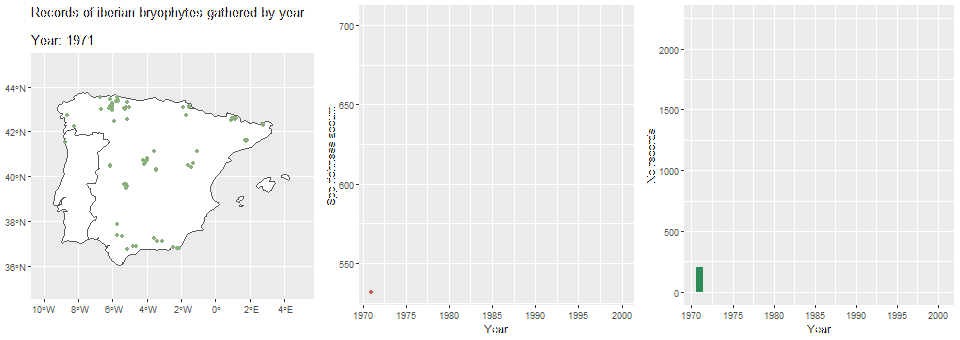 Records of iberian bryophytes gathered by year
Year: 1971
44°N
42°N
40°N
38°N
36°N
10°W 8°W 6°W 4°W 2°W 0° 2°E 4°E
700
650
600
550
1970 1975 1980 1985 1990 1995 2000
Year
No records
2000
1500
1000
500
0
1970 1975 1980 1985 1990 1995 2000
Year